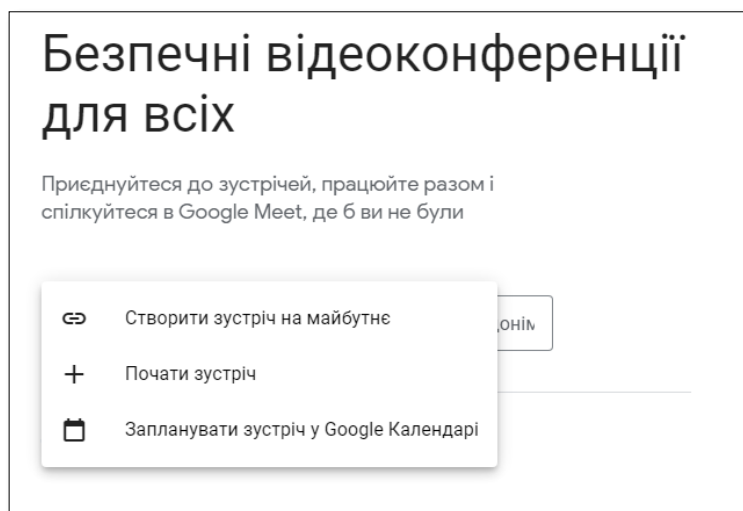 Безпечні відеоконференції
для всіх
Приєднуйтеся до зустрічей, працюйте разом і
спілкуйтеся в Google Meet, де б ви не були
Створити зустріч на майбутнє
Почати зустріч
Запланувати зустріч у Google Календарі